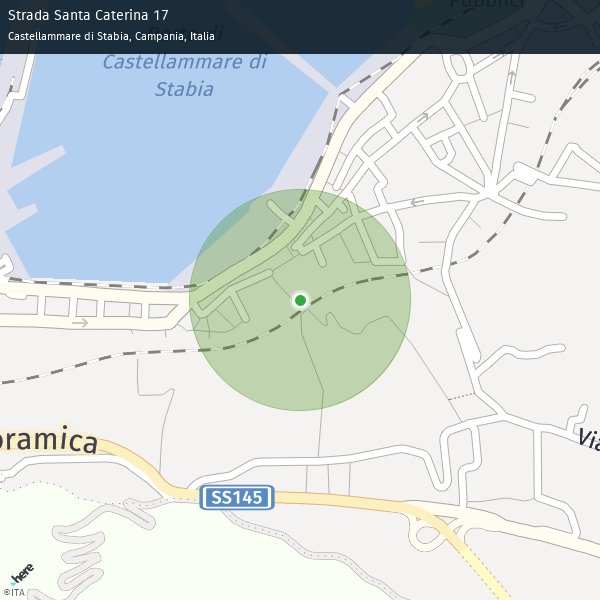 Strada Santa Caterina 17
Castellammare di Stabia, Campania, Italia
Pubblici
Castellammare di
Stabia
oramica
SS145
Via
here
©ITA